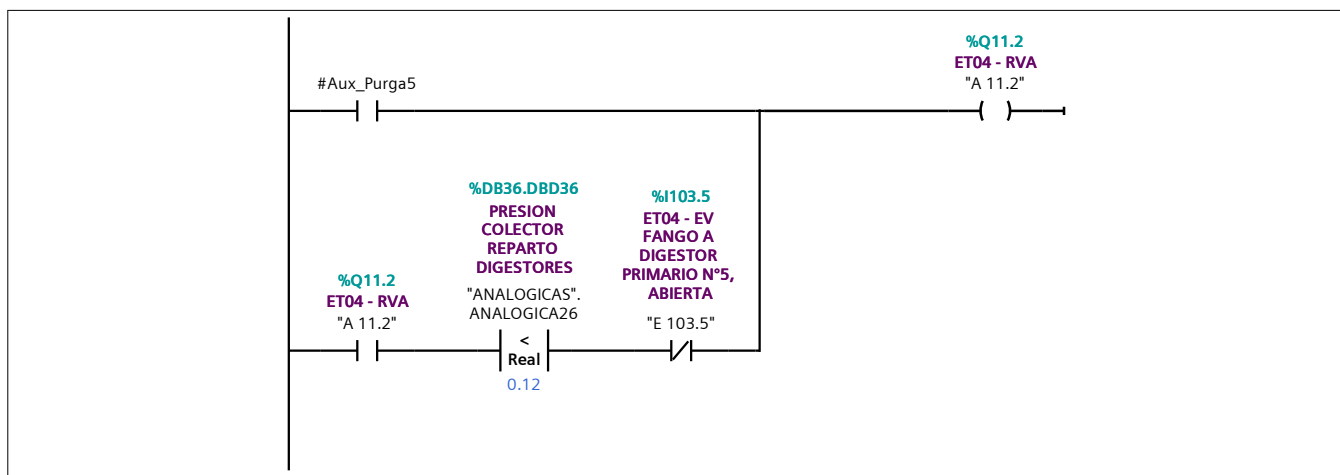 %Q11.2
ET04 - RVA
"A 11.2"
#Aux_Purga5
%DB36.DBD36
PRESION
COLECTOR
REPARTO
DIGESTORES
"ANALOGICAS".
ANALOGICA26
%I103.5
ET04 - EV
FANGO A
DIGESTOR
PRIMARIO Nº5,
ABIERTA
"E 103.5"
%Q11.2
ET04 - RVA
"A 11.2"
<
Real
0.12